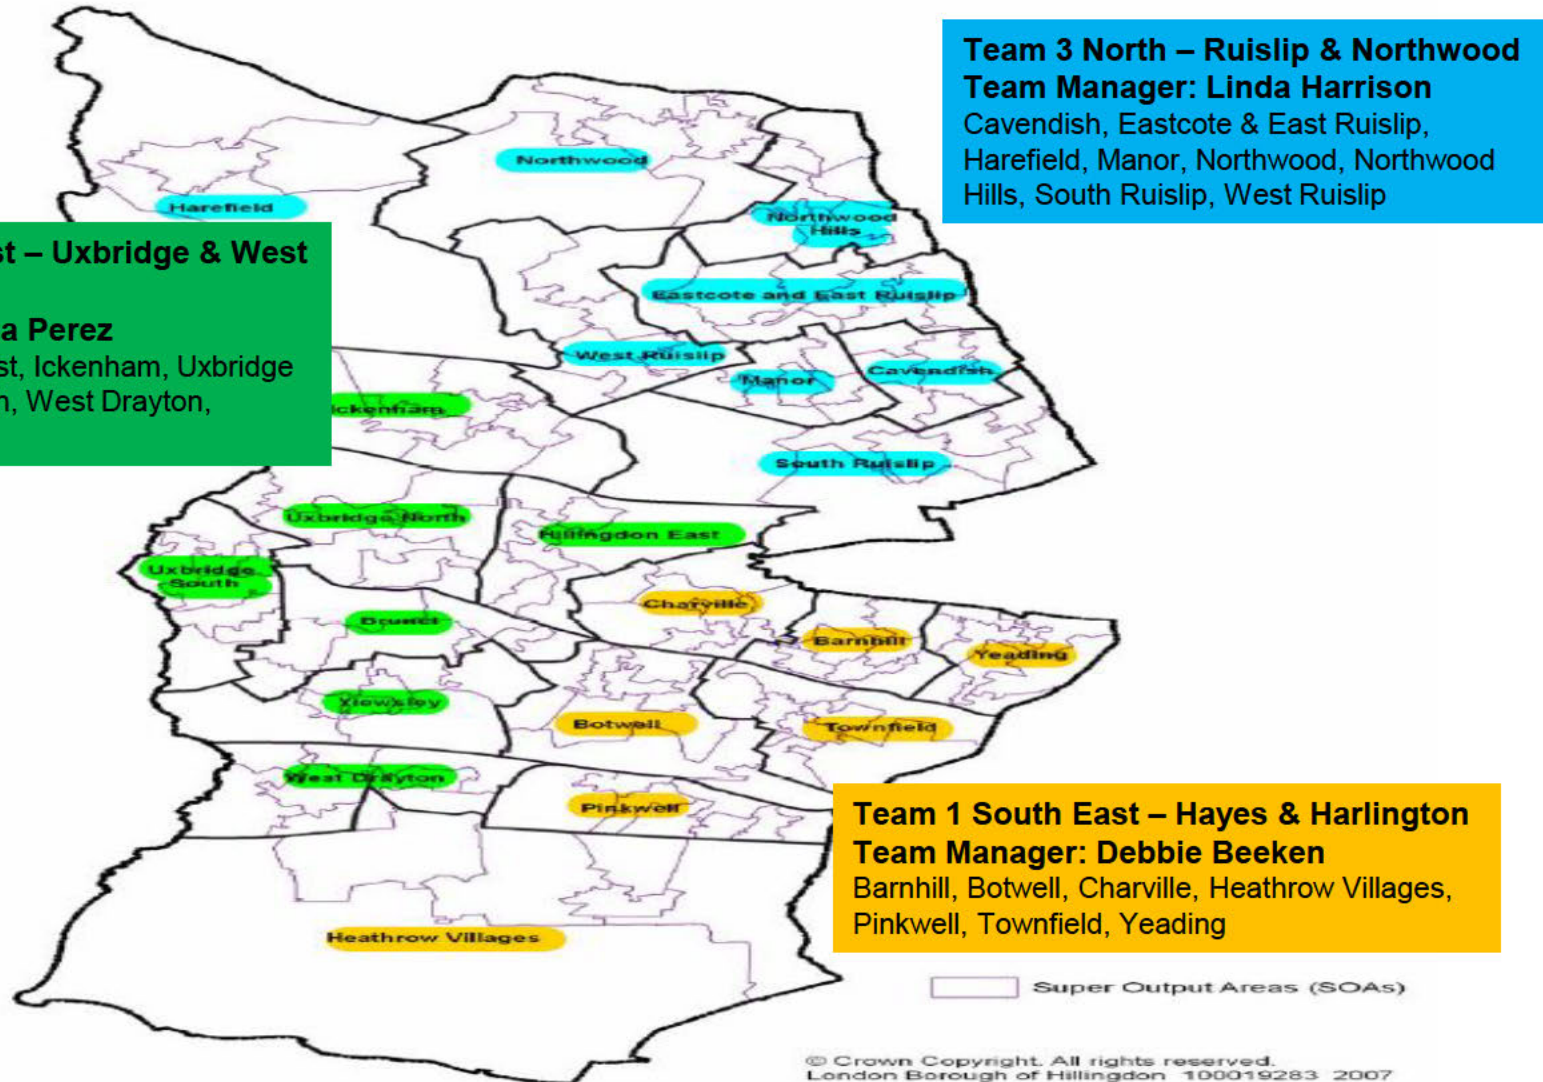 Team 3 North – Ruislip & Northwood
Team Manager: Linda Harrison
Cavendish, Eastcote & East Ruislip,
Harefield, Manor, Northwood, Northwood
Hills, South Ruislip, West Ruislip
st – Uxbridge & West
a Perez
st, Ickenham, Uxbridge
n, West Drayton,
Northwood
Harefield
Northwood
Hills
Eastcote and East Ruislip
West Ruislip
Manor
Cavendish
Ickenham
South Ruislip
Uxbridge North
Hillingdon East
Uxbridge
South
Charville
Brunel
Barnhill
Yeading
Yiewsley
Botwell
Townfield
West Drayton
Pinkwell
Team 1 South East – Hayes & Harlington
Team Manager: Debbie Beeken
Barnhill, Botwell, Charville, Heathrow Villages,
Pinkwell, Townfield, Yeading
Heathrow Villages
Super Output Areas (SOAs)
© Crown Copyright. All rights reserved.
London Borough of Hillingdon 100019283 2007